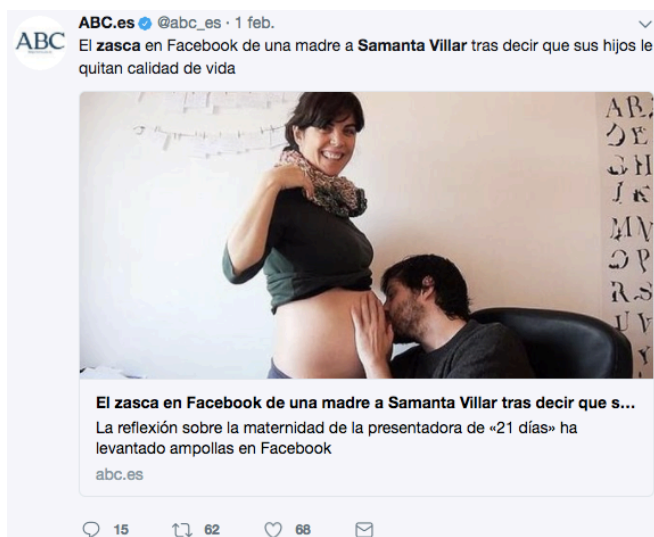 ABC
ABC.es @abc_es · 1 feb.
El zasca en Facebook de una madre a Samanta Villar tras decir que sus hijos le
quitan calidad de vida
El zasca en Facebook de una madre a Samanta Villar tras decir que s...
La reflexión sobre la maternidad de la presentadora de «21 días» ha
levantado ampollas en Facebook
abc.es
15 62 68